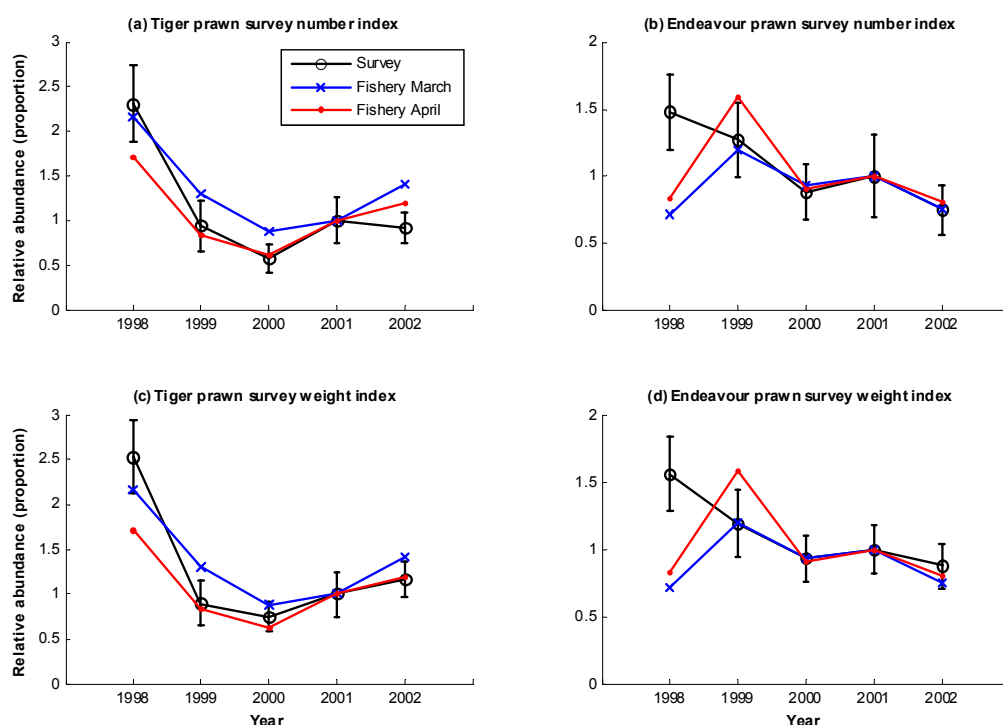 (a) Tiger prawn survey number index
Relative abundance (proportion)
3
2.5
2
1.5
1
0.5
0
Survey
Fishery March
Fishery April
1998 1999 2000 2001 2002
(b) Endeavour prawn survey number index
2
1.5
1
0.5
0
1998 1999 2000 2001 2002
(c) Tiger prawn survey weight index
Relative abundance (proportion)
3
2.5
2
1.5
1
0.5
0
1998 1999 2000 2001 2002
Year
(d) Endeavour prawn survey weight index
2
1.5
1
0.5
0
1998 1999 2000 2001 2002
Year